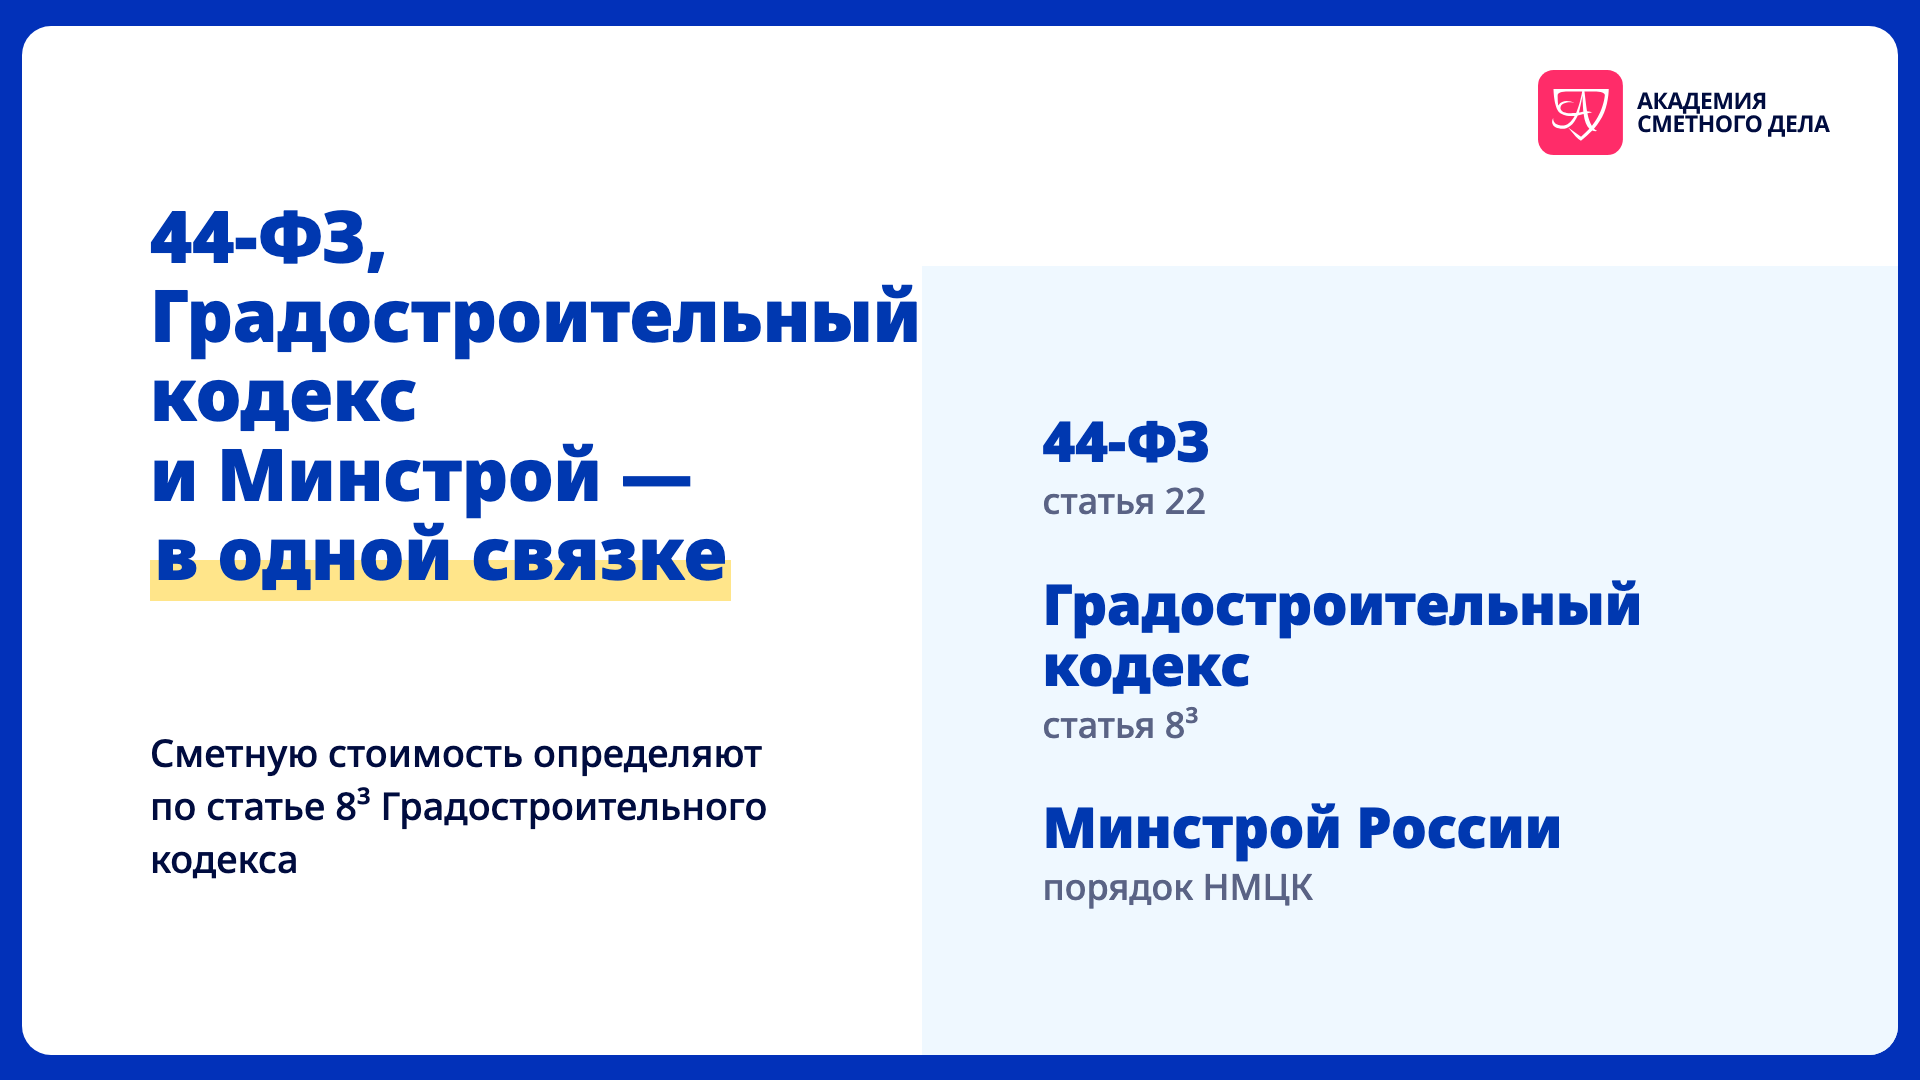 АКАДЕМИЯ
СМЕТНОГО ДЕЛА
44-ФЗ,
Градостроительный
кодекс
и Минстрой —
в одной связке
Сметную стоимость определяют
по статье 8³ Градостроительного
кодекса
44-ФЗ
статья 22
Градостроительный
кодекс
статья 8³
Минстрой России
порядок НМЦК